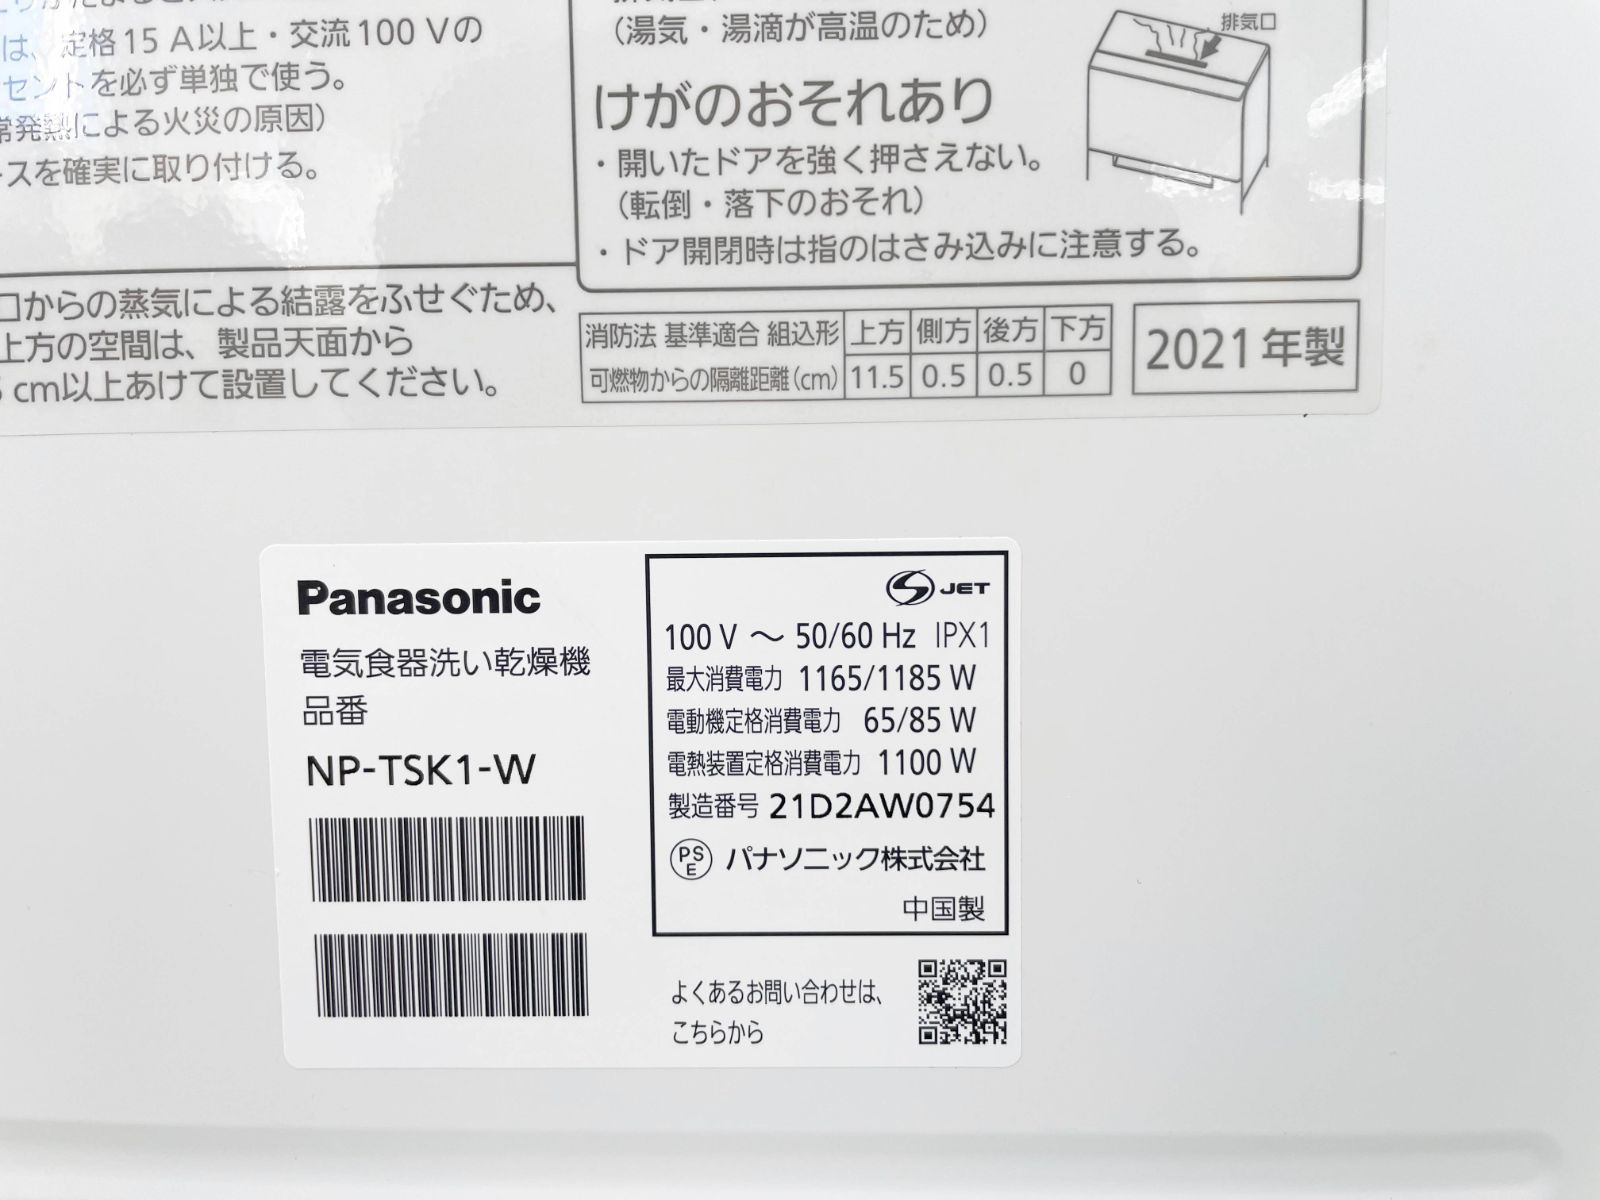 は、定格15 A以上・交流100 Vの
セントを必ず単独で使う。
常発熱による火災の原因)
ースを確実に取り付ける。
(湯気・湯滴が高温のため)
排気口
けがのおそれあり
・開いたドアを強く押さえない。
(転倒・落下のおそれ)
・ドア開閉時は指のはさみ込みに注意する。
口からの蒸気による結露をふせぐため、
上方の空間は、製品天面から
cm以上あけて設置してください。
消防法 基準適合 組込形 上方 側方 後方 下方
可燃物からの隔離距離(cm) 11.5 0.5 0.5 0
2021年製
Panasonic
電気食器洗い乾燥機
品番
NP-TSK1-W
JET
100 V ～ 50/60 Hz IPX1
最大消費電力 1165/1185 W
電動機定格消費電力 65/85 W
電熱装置定格消費電力 1100 W
製造番号 21D2AW0754
PS
E
パナソニック株式会社
中国製
よくあるお問い合わせは、
こちらから